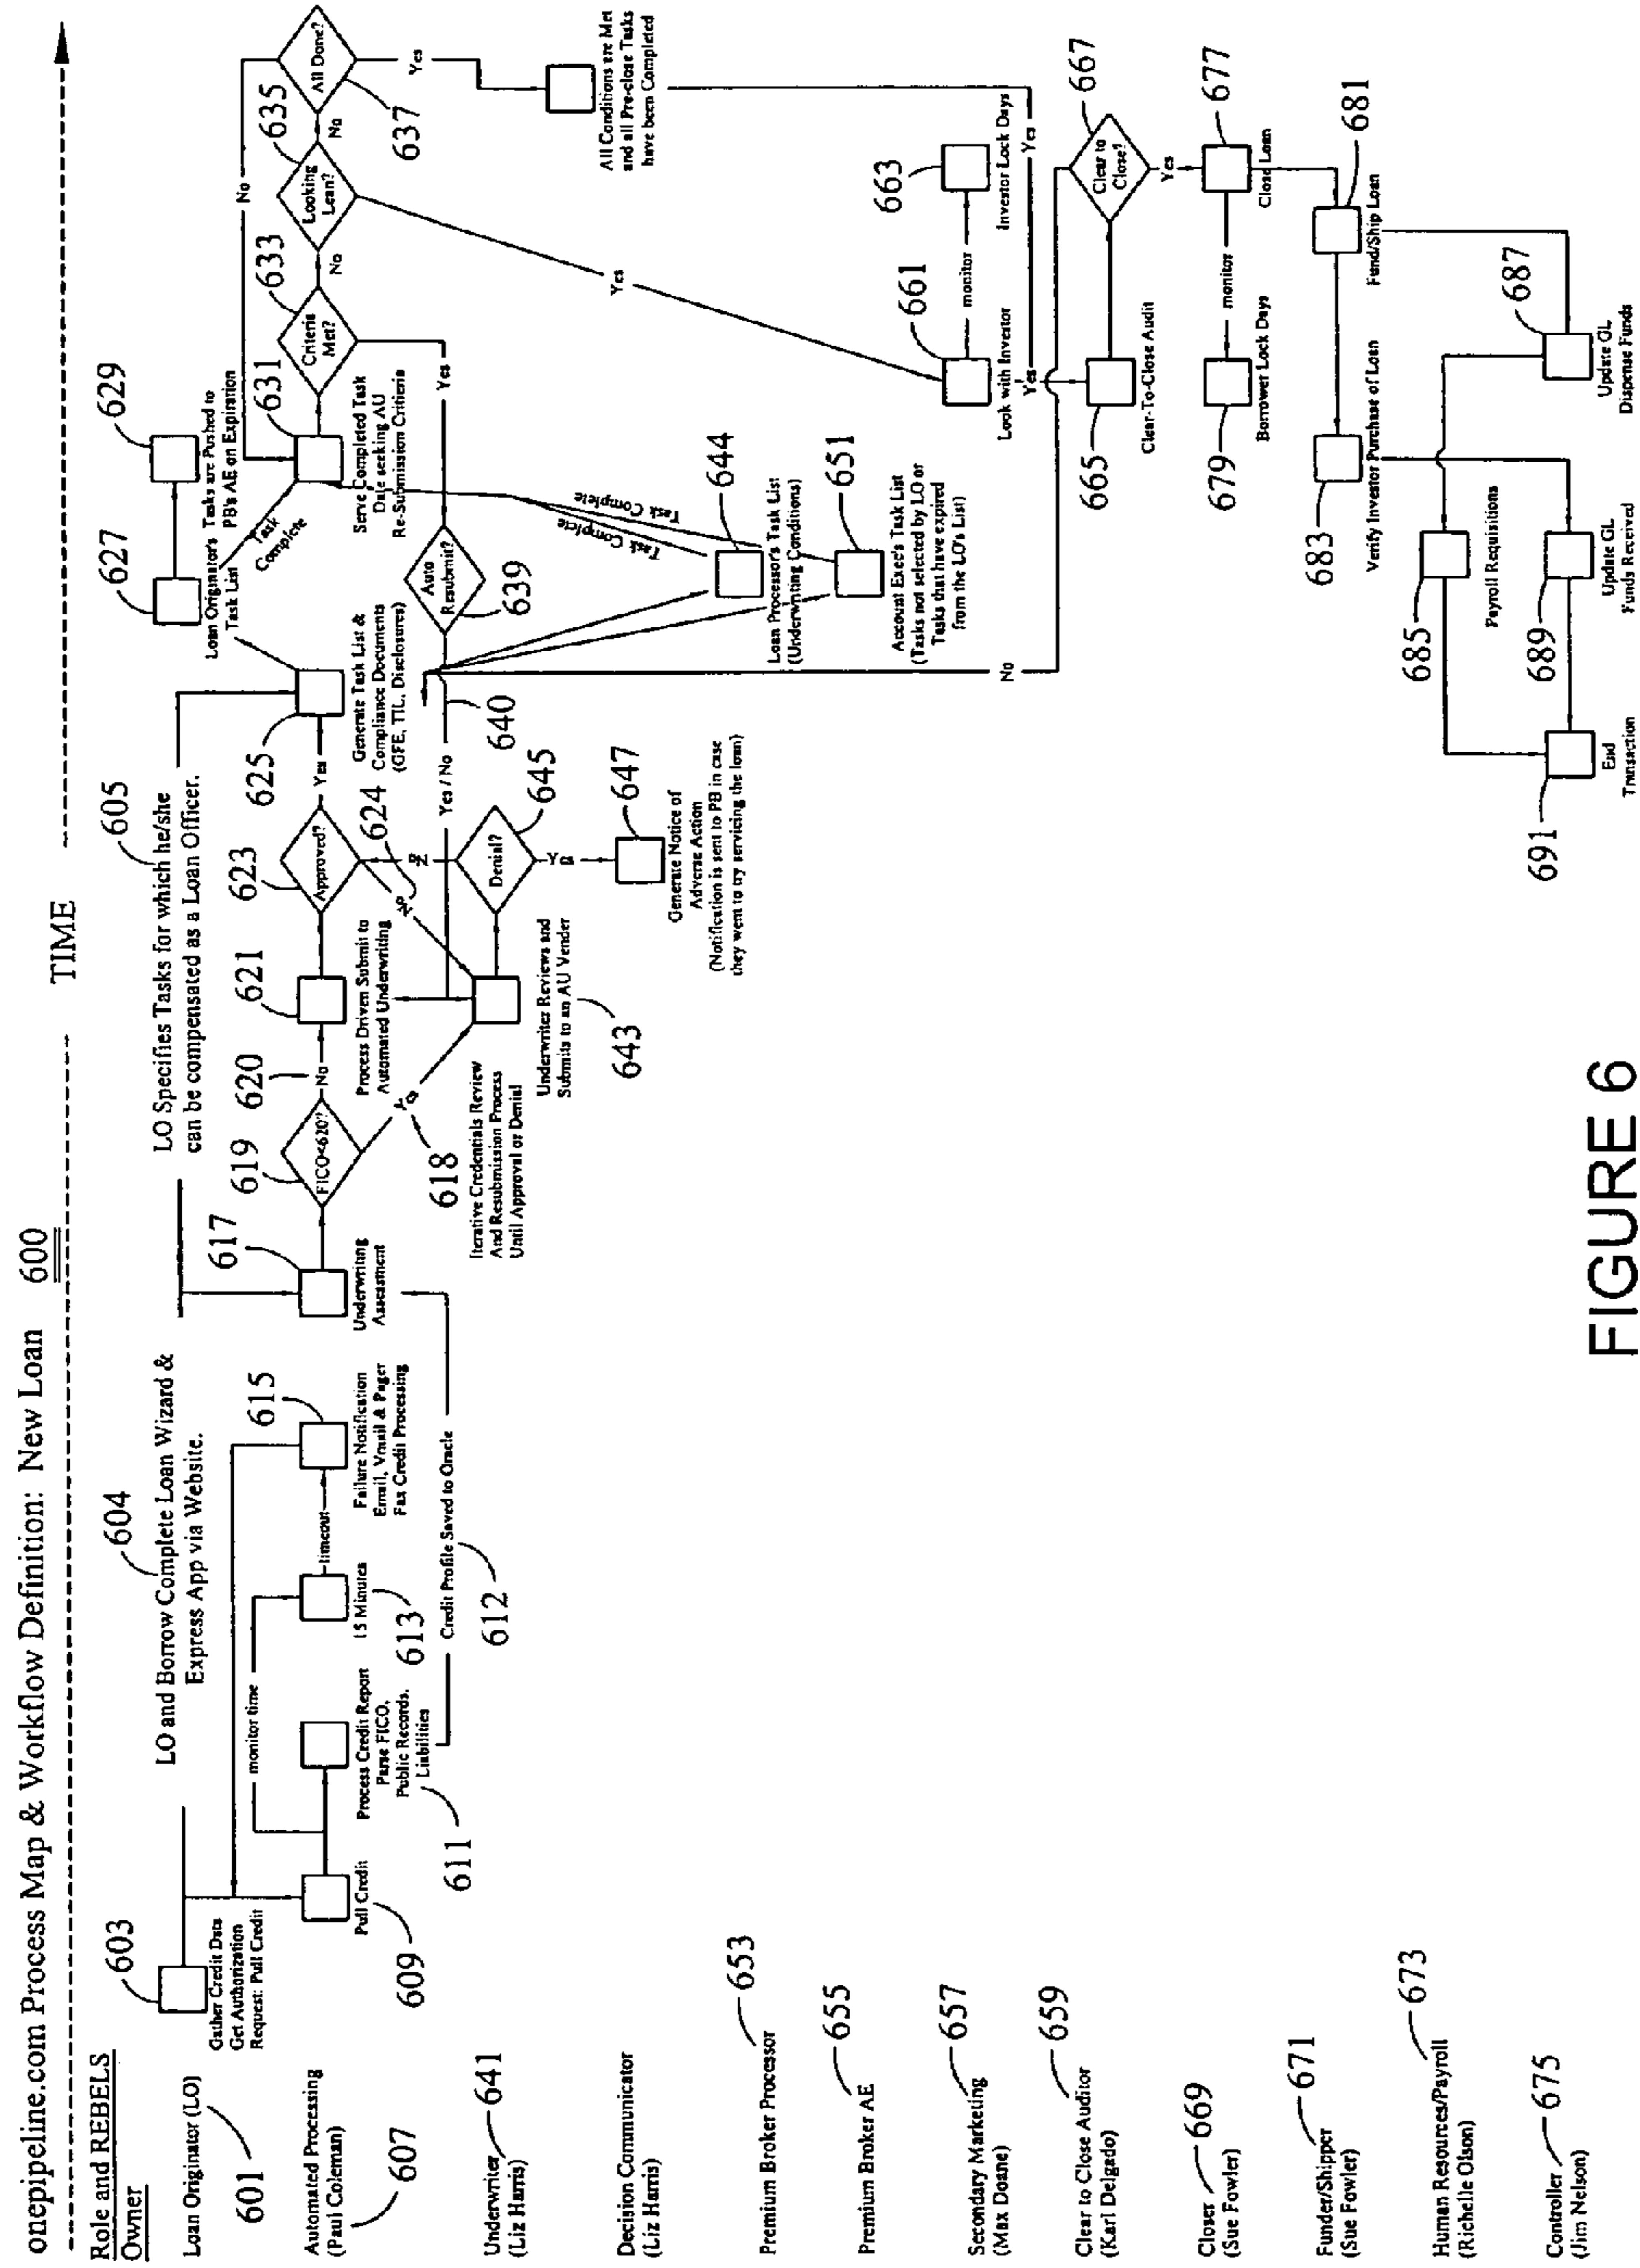 onepipeline.com Process Map & Workflow Definition: New Loan 600
TIME
Role and REBELS
Owner
Loan Originator (LO)
601
603
Gather Credit Data
Get Authorization
Request: Pull Credit
604
LO and Borrow Complete Loan Wizard &
Express App via Website.
605
LO Specifies Tasks for which he/she
can be compensated as a Loan Officer.
627
Loan Originator's
Task List
629
Tasks are Pushed to
PB's AE on Expiration
Task
Complete
Automated Processing
(Paul Coleman)
607
609
Pull Credit
monitor time
Process Credit Report
Parse FICO,
Public Records,
Liabilities
611
15 Minutes
613
timeout
615
Failure Notification
Email, Vmail & Pager
Fax Credit Processing
Credit Profile Saved to Oracle
612
617
Underwriting
Assessment
619
FICO<620?
620
No
Yes
618
621
Process Driven Submit to
Automated Underwriting
623
Approved?
Yes
No
624
625
Generate Task List &
Compliance Documents
(GFE, TIL, Disclosures)
631
Serve Completed Task
Date seeking AU
Re-Submission Criteria
633
Criteria
Met?
No
Yes
635
Looking
Loan?
No
Yes
637
All Done?
No
Yes
Auto
Resubmit?
639
640
Yes / No
Underwriter
(Liz Harris)
641
Iterative Credentials Review
And Resubmission Process
Until Approval or Denial
Underwriter Reviews and
Submits to an AU Vender
643
Denial?
645
No
Yes
Decision Communicator
(Liz Harris)
647
Generate Notice of
Adverse Action
(Notification is sent to PB in case
they went to try servicing the loan)
All Conditions are Met
and all Pre-close Tasks
have been Completed
Premium Broker Processor
653
644
Loan Processor's Task List
(Underwriting Conditions)
Task Complete
Task Complete
Premium Broker AE
655
651
Account Exec's Task List
(Tasks not selected by LO or
Tasks that have expired
from the LO's List)
Secondary Marketing
(Max Doane)
657
661
Look with Investor
monitor
663
Investor Lock Days
Yes
Yes
Clear to Close Auditor
(Karl Delgado)
659
No
665
Clear-To-Close Audit
667
Clear to
Close?
Yes
Closer
(Sue Fowler)
669
679
Borrower Lock Days
monitor
677
Close Loan
Funder/Shipper
(Sue Fowler)
671
683
Verify Investor Purchase of Loan
681
Fund/Ship Loan
Human Resources/Payroll
(Richelle Olson)
673
685
Payroll Requisitions
Controller
(Jim Nelson)
675
691
End
Transaction
689
Update GL
Funds Received
687
Update GL
Dispense Funds
FIGURE 6